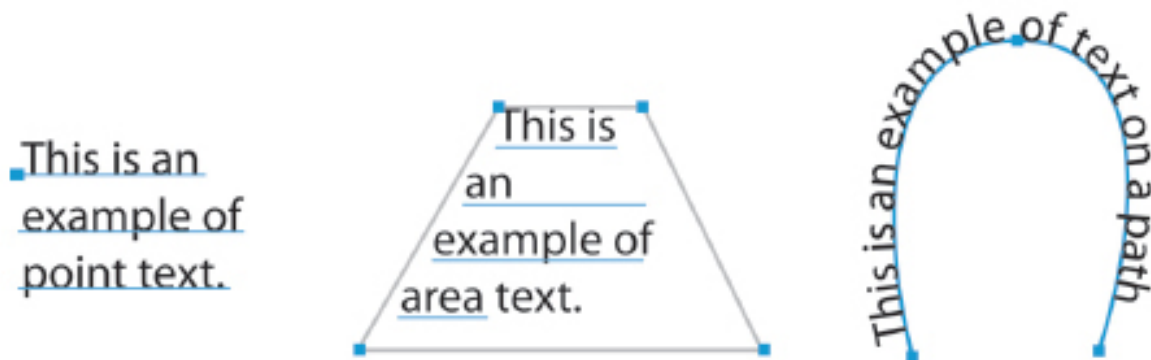 This is an
example of
point text.
This is
an
example of
area text.
This is an example of text on a path